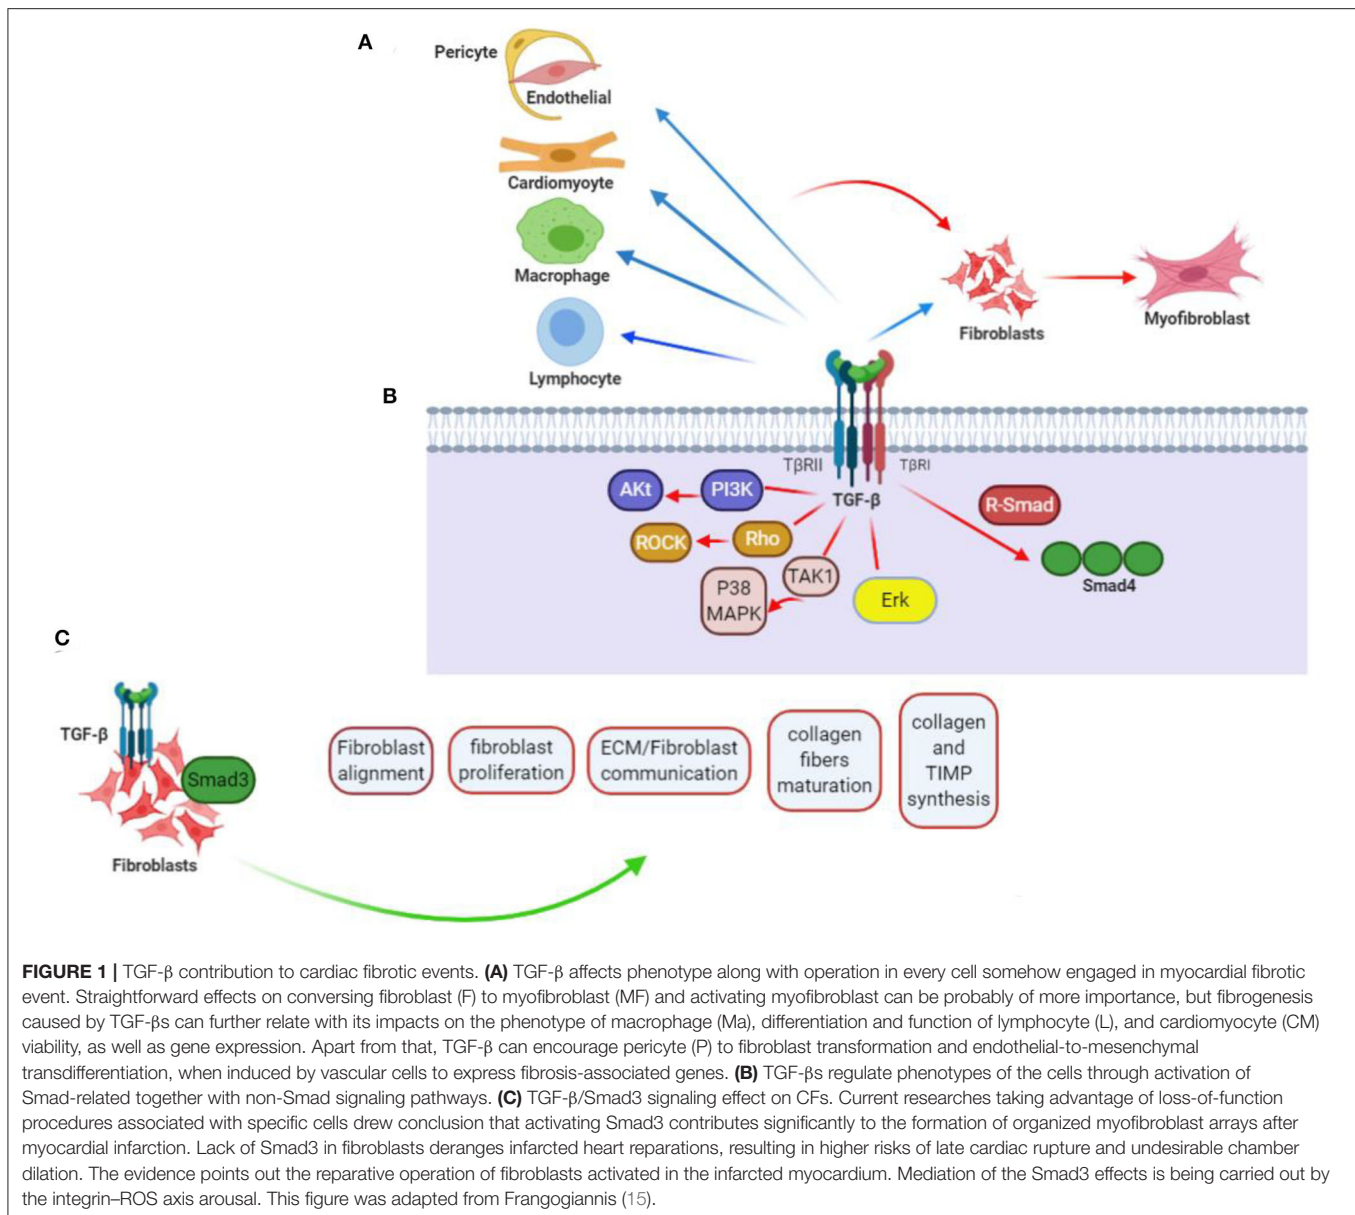 A
Pericyte
Endothelial
Cardiomyoyte
Macrophage
Lymphocyte
Fibroblasts
Myofibroblast
B
TβRII
TβRI
TGF-β
AKt
PI3K
R-Smad
ROCK
Rho
Smad4
TAK1
P38
MAPK
Erk
C
TGF-β
Smad3
Fibroblasts
Fibroblast
alignment
fibroblast
proliferation
ECM/Fibroblast
communication
collagen
fibers
maturation
collagen
and
TIMP
synthesis
FIGURE 1 | TGF-β contribution to cardiac fibrotic events. (A) TGF-β affects phenotype along with operation in every cell somehow engaged in myocardial fibrotic
event. Straightforward effects on conversing fibroblast (F) to myofibroblast (MF) and activating myofibroblast can be probably of more importance, but fibrogenesis
caused by TGF-βs can further relate with its impacts on the phenotype of macrophage (Ma), differentiation and function of lymphocyte (L), and cardiomyocyte (CM)
viability, as well as gene expression. Apart from that, TGF-β can encourage pericyte (P) to fibroblast transformation and endothelial-to-mesenchymal
transdifferentiation, when induced by vascular cells to express fibrosis-associated genes. (B) TGF-βs regulate phenotypes of the cells through activation of
Smad-related together with non-Smad signaling pathways. (C) TGF-β/Smad3 signaling effect on CFs. Current researches taking advantage of loss-of-function
procedures associated with specific cells drew conclusion that activating Smad3 contributes significantly to the formation of organized myofibroblast arrays after
myocardial infarction. Lack of Smad3 in fibroblasts deranges infarcted heart reparations, resulting in higher risks of late cardiac rupture and undesirable chamber
dilation. The evidence points out the reparative operation of fibroblasts activated in the infarcted myocardium. Mediation of the Smad3 effects is being carried out by
the integrin–ROS axis arousal. This figure was adapted from Frangogiannis (15).